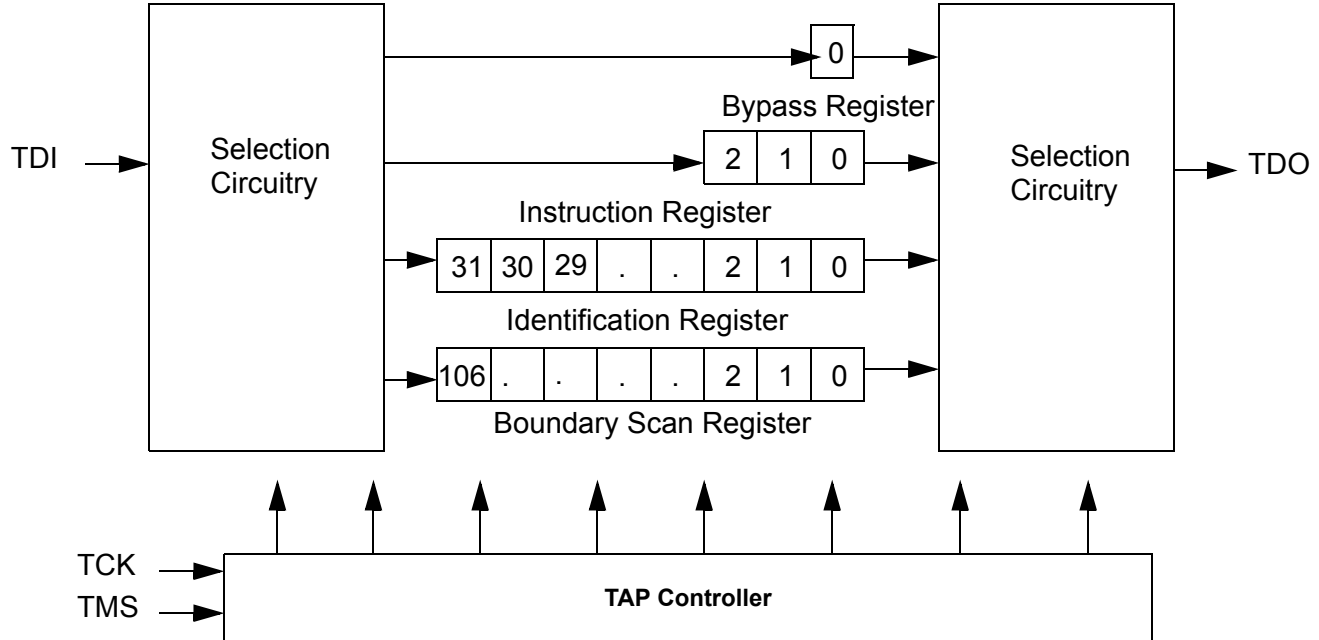 0
Bypass Register
TDI
Selection
Circuitry
2 1 0
Selection
Circuitry
TDO
Instruction Register
31 30 29 . . 2 1 0
Identification Register
106 . . . . 2 1 0
Boundary Scan Register
TCK
TMS
TAP Controller